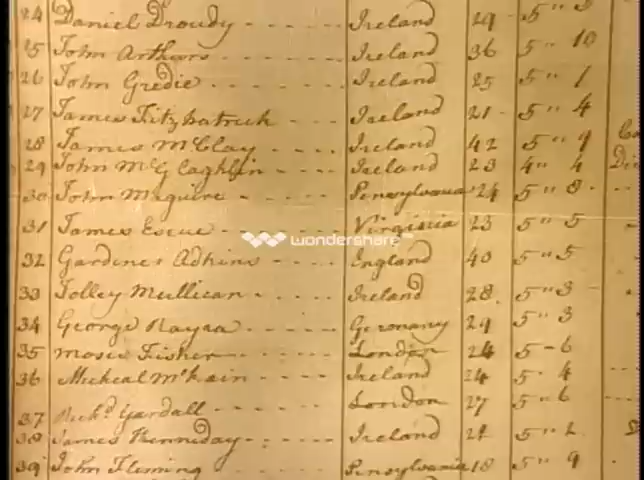 24 Daniel Droudy - - - - Ireland 29 5" 3
25 John Arthurs - - - - Ireland 36 5" 10
26 John Gredie - - - - Ireland 25 5" 1
27 James Fitzpatrick - - - Ireland 21 5" 4
28 James McClay - - - - Ireland 42 5" 9
29 John McGlaghlin - - - Ireland 23 4" 4
30 John Maguire - - - - Pensylvania 24 5" 8
31 James Escue - - - - Virginia 23 5" 5
wondershare
32 Gardiner Adkins - - - - England 40 5" 5
33 Jolley Mullican - - - - Ireland 28 5" 3
34 George Rayaa - - - - Germany 29 5" 3
35 Moses Fisher - - - - London 24 5-6
36 Micheal McKain - - - - Ireland 24 5" 4
37 Richd Yardall - - - - London 27 5" 6
38 James Kenneday - - - - Ireland 5" 2
39 John Fleming - - - - Pensylvania 18 5" 9